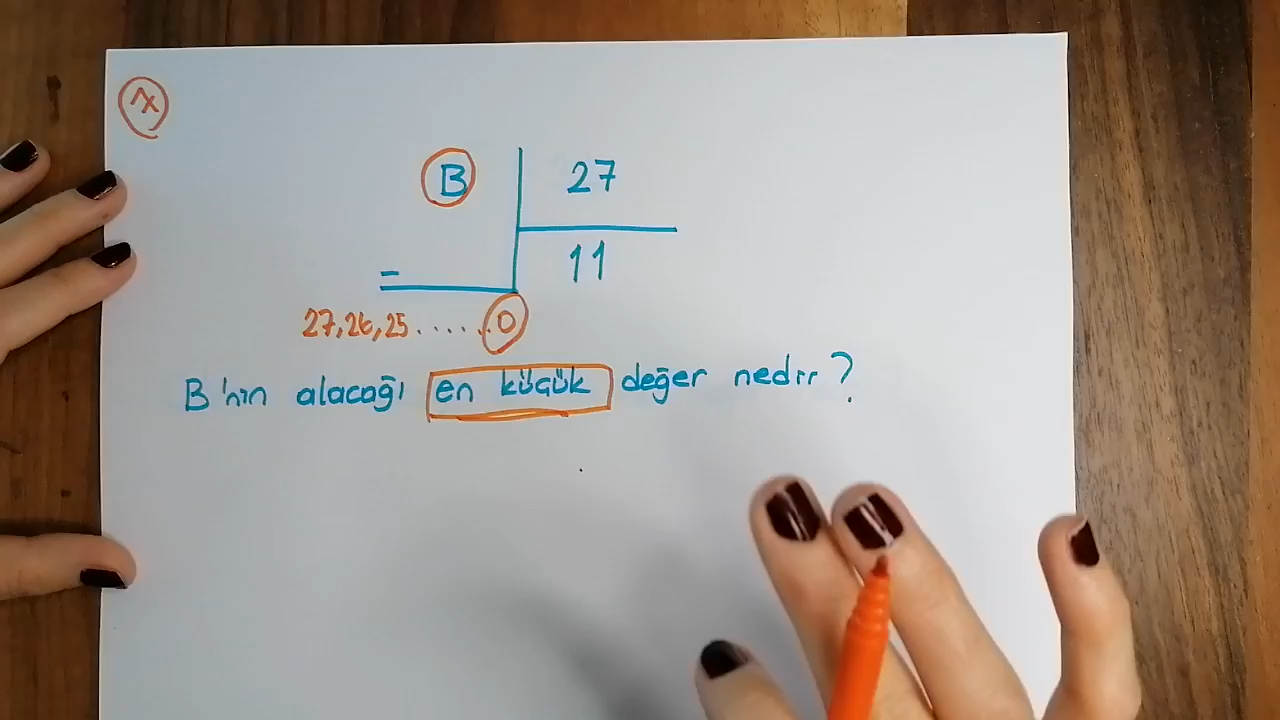 B 27
11
27, 26, 25 ...... 0
B'nin alacağı en küçük değer nedir?